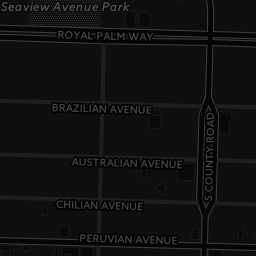 Seaview Avenue Park
ROYAL PALM WAY
BRAZILIAN AVENUE
S COUNTY ROAD
AUSTRALIAN AVENUE
CHILIAN AVENUE
PERUVIAN AVENUE